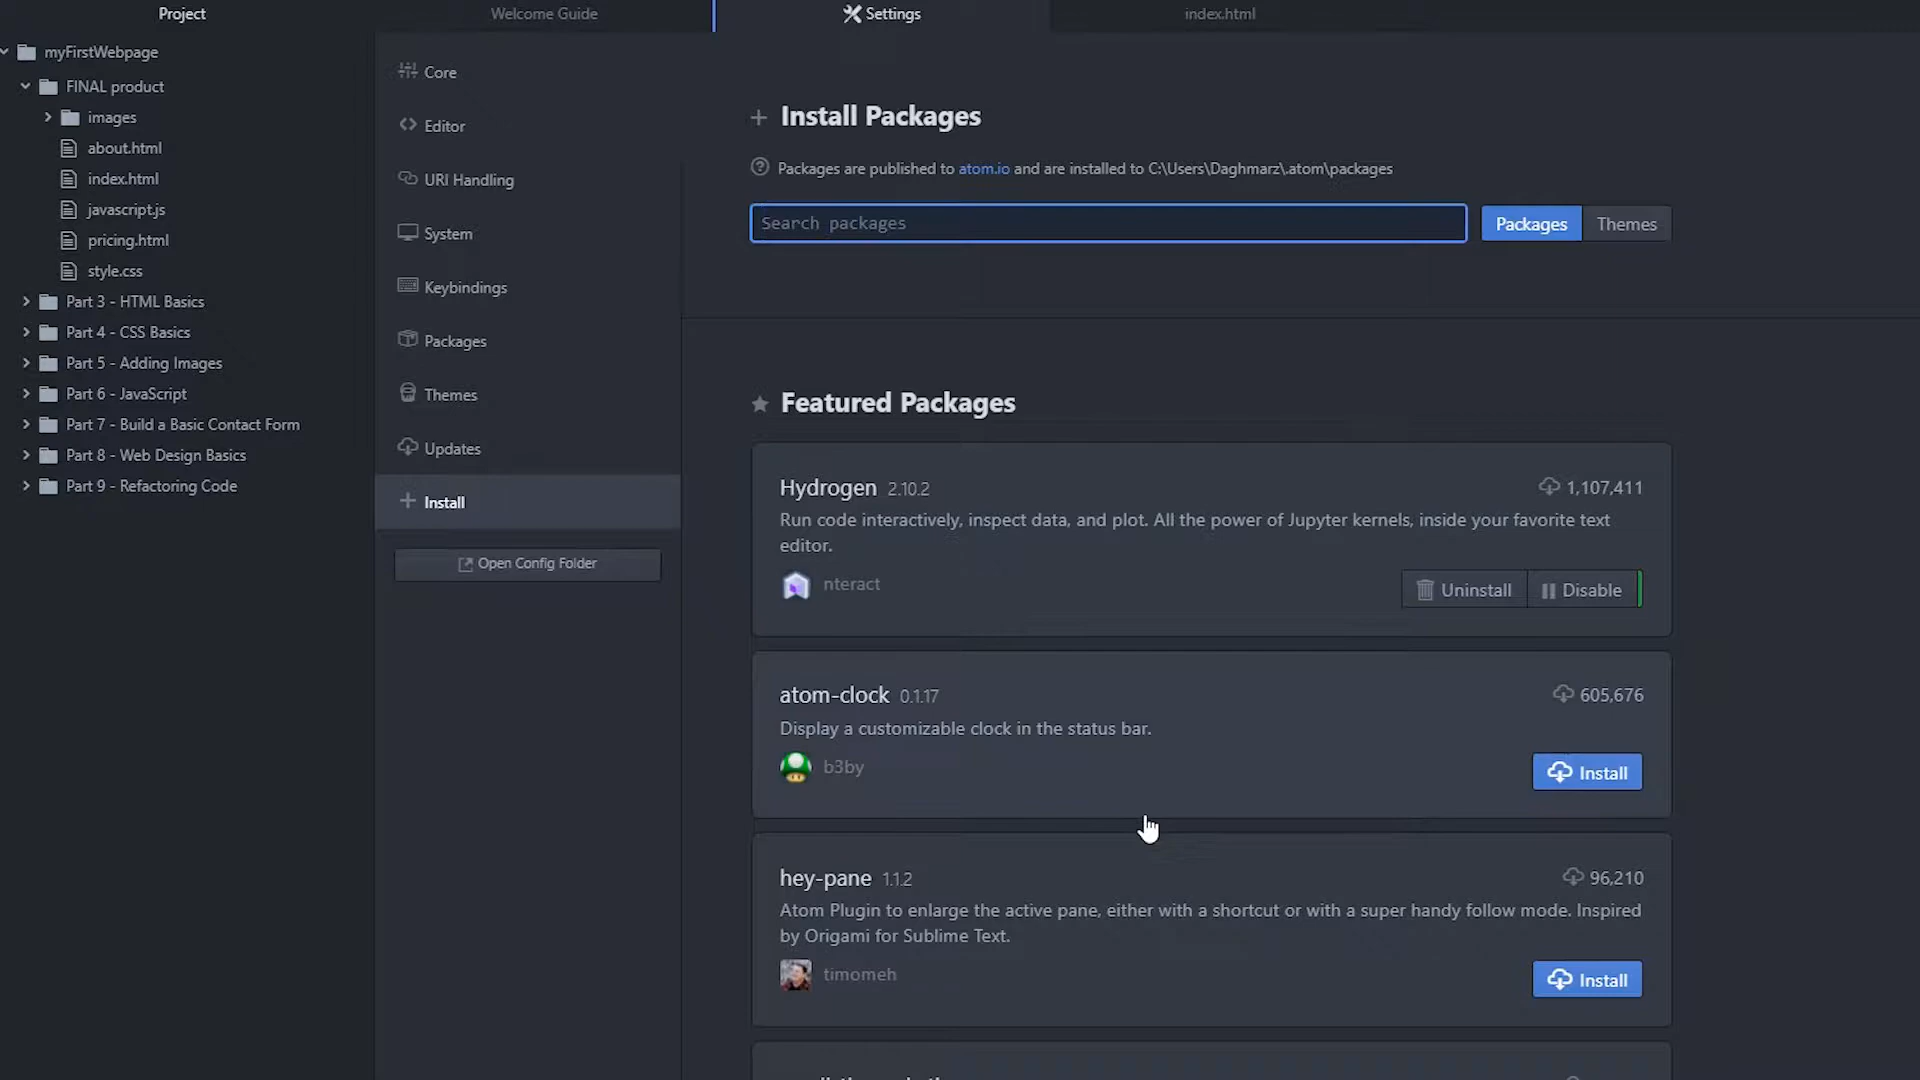 Project
Welcome Guide
Settings
index.html
myFirstWebpage
FINAL product
images
about.html
index.html
javascript.js
pricing.html
style.css
Part 3 - HTML Basics
Part 4 - CSS Basics
Part 5 - Adding Images
Part 6 - JavaScript
Part 7 - Build a Basic Contact Form
Part 8 - Web Design Basics
Part 9 - Refactoring Code
Core
Editor
URI Handling
System
Keybindings
Packages
Themes
Updates
Install
Open Config Folder
Install Packages
Packages are published to atom.io and are installed to C:\Users\Daghmarz\.atom\packages
Search packages
Packages
Themes
Featured Packages
Hydrogen 2.10.2
1,107,411
Run code interactively, inspect data, and plot. All the power of Jupyter kernels, inside your favorite text
editor.
nteract
Uninstall
Disable
atom-clock 0.1.17
605,676
Display a customizable clock in the status bar.
b3by
Install
hey-pane 1.1.2
96,210
Atom Plugin to enlarge the active pane, either with a shortcut or with a super handy follow mode. Inspired
by Origami for Sublime Text.
timomeh
Install